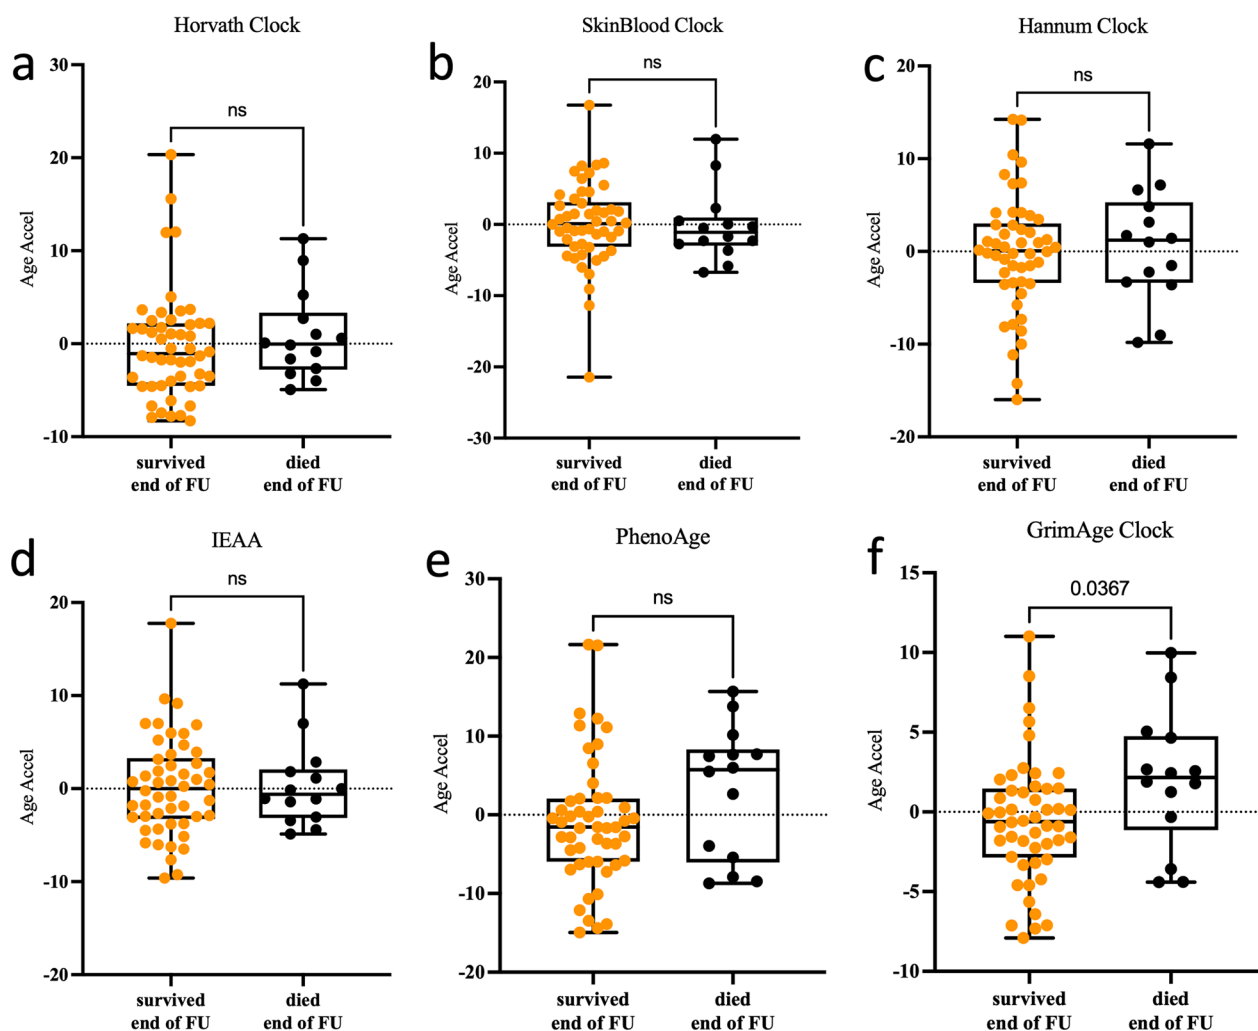 a
Horvath Clock
ns
30
20
10
0
-10
Age Accel
survived
end of FU
died
end of FU
b
SkinBlood Clock
ns
20
10
0
-10
-20
-30
Age Accel
survived
end of FU
died
end of FU
c
Hannum Clock
ns
20
10
0
-10
-20
Age Accel
survived
end of FU
died
end of FU
d
IEAA
ns
20
10
0
-10
-20
Age Accel
survived
end of FU
died
end of FU
e
PhenoAge
ns
30
20
10
0
-10
-20
Age Accel
survived
end of FU
died
end of FU
f
GrimAge Clock
0.0367
15
10
5
0
-5
-10
Age Accel
survived
end of FU
died
end of FU